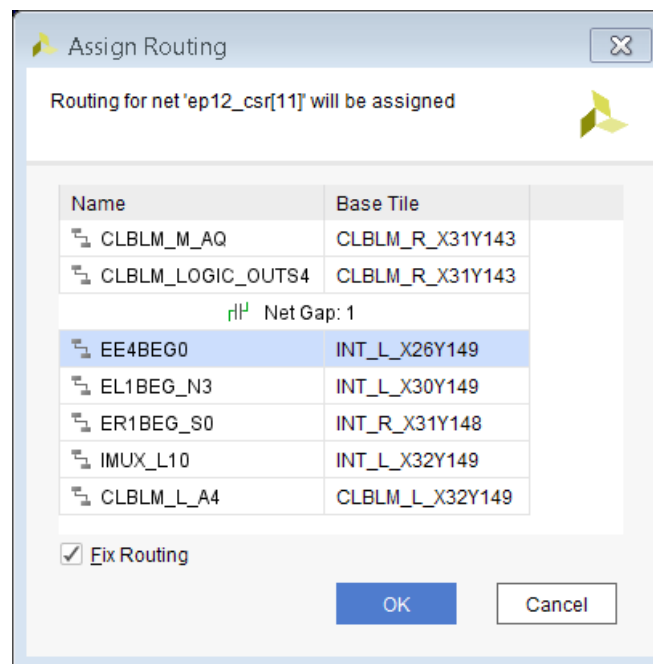 Assign Routing
Routing for net 'ep12_csr[11]' will be assigned
Name Base Tile
CLBLM_M_AQ CLBLM_R_X31Y143
CLBLM_LOGIC_OUTS4 CLBLM_R_X31Y143
Net Gap: 1
EE4BEG0 INT_L_X26Y149
EL1BEG_N3 INT_L_X30Y149
ER1BEG_S0 INT_R_X31Y148
IMUX_L10 INT_L_X32Y149
CLBLM_L_A4 CLBLM_L_X32Y149
Fix Routing
OK Cancel